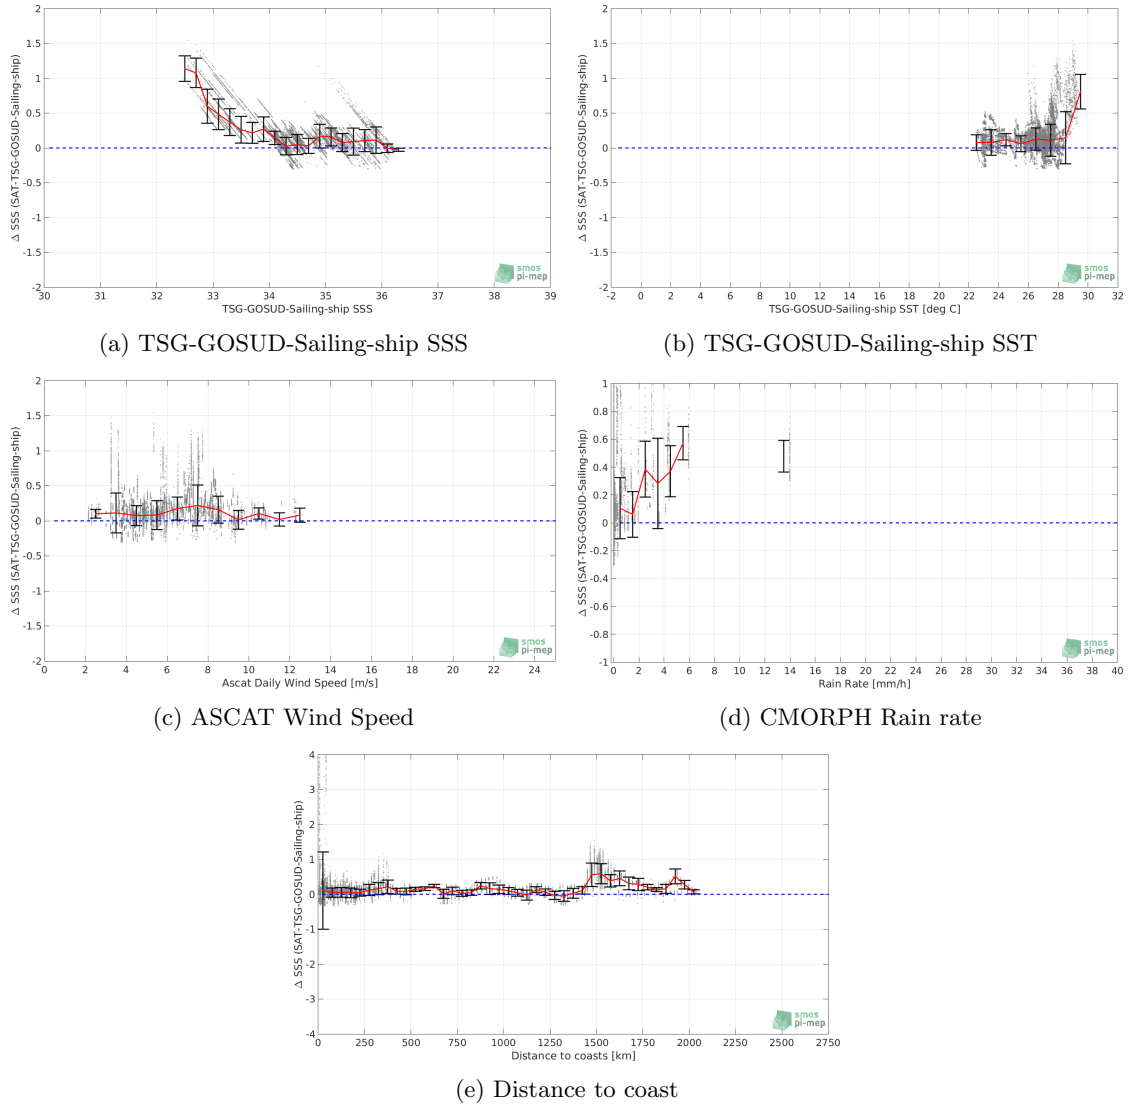 Δ SSS (SAT-TSG-GOSUD-Sailing-ship)
2
1.5
1
0.5
0
-0.5
-1
-1.5
-2
30 31 32 33 34 35 36 37 38 39
TSG-GOSUD-Sailing-ship SSS
smos
pi-mep
(a) TSG-GOSUD-Sailing-ship SSS
Δ SSS (SAT-TSG-GOSUD-Sailing-ship)
2
1.5
1
0.5
0
-0.5
-1
-1.5
-2
-2 0 2 4 6 8 10 12 14 16 18 20 22 24 26 28 30 32
TSG-GOSUD-Sailing-ship SST [deg C]
smos
pi-mep
(b) TSG-GOSUD-Sailing-ship SST
Δ SSS (SAT-TSG-GOSUD-Sailing-ship)
2
1.5
1
0.5
0
-0.5
-1
-1.5
-2
0 2 4 6 8 10 12 14 16 18 20 22 24
Ascat Daily Wind Speed [m/s]
smos
pi-mep
(c) ASCAT Wind Speed
Δ SSS (SAT-TSG-GOSUD-Sailing-ship)
1
0.8
0.6
0.4
0.2
0
-0.2
-0.4
-0.6
-0.8
-1
0 2 4 6 8 10 12 14 16 18 20 22 24 26 28 30 32 34 36 38 40
Rain Rate [mm/h]
smos
pi-mep
(d) CMORPH Rain rate
Δ SSS (SAT-TSG-GOSUD-Sailing-ship)
4
3
2
1
0
-1
-2
-3
-4
0 250 500 750 1000 1250 1500 1750 2000 2250 2500 2750
Distance to coasts [km]
smos
pi-mep
(e) Distance to coast